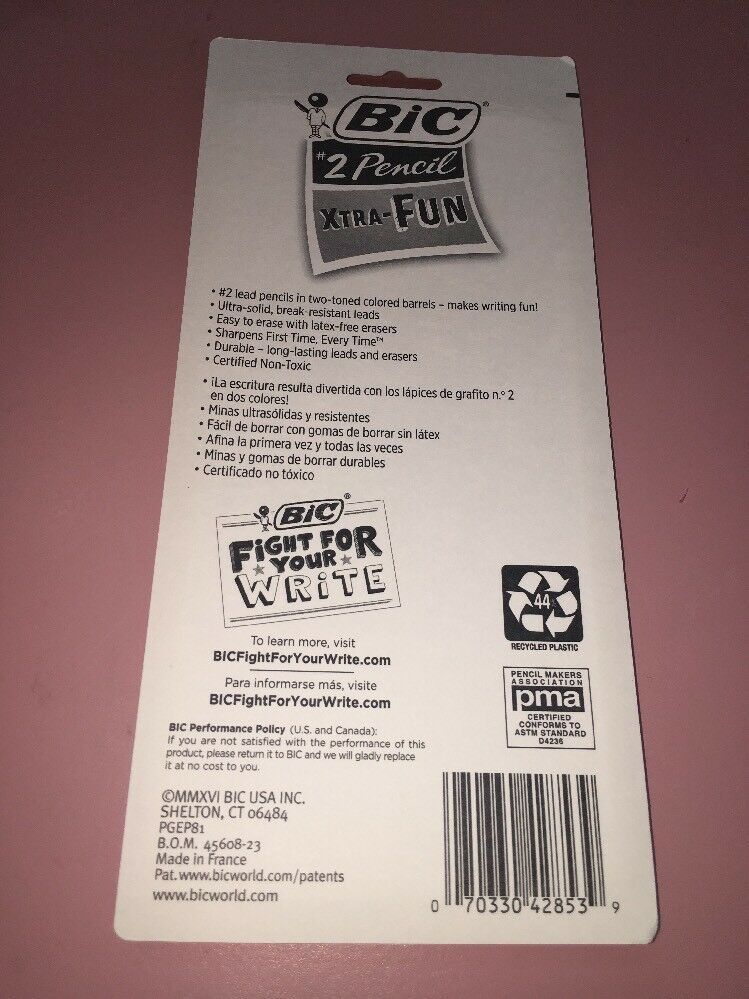 BiC®
#2 Pencil
XTRA-FUN
• #2 lead pencils in two-toned colored barrels – makes writing fun!
• Ultra-solid, break-resistant leads
• Easy to erase with latex-free erasers
• Sharpens First Time, Every Time™
• Durable – long-lasting leads and erasers
• Certified Non-Toxic
• ¡La escritura resulta divertida con los lápices de grafito n.º 2
en dos colores!
• Minas ultrasólidas y resistentes
• Fácil de borrar con gomas de borrar sin látex
• Afina la primera vez y todas las veces
• Minas y gomas de borrar durables
• Certificado no tóxico
BiC®
FiGHT FOR
YOUR
WRiTE
To learn more, visit
BICFightForYourWrite.com
Para informarse más, visite
BICFightForYourWrite.com
BIC Performance Policy (U.S. and Canada):
If you are not satisfied with the performance of this
product, please return it to BIC and we will gladly replace
it at no cost to you.
©MMXVI BIC USA INC.
SHELTON, CT 06484
PGEP81
B.O.M. 45608-23
Made in France
Pat. www.bicworld.com/patents
www.bicworld.com
44
RECYCLED PLASTIC
PENCIL MAKERS
ASSOCIATION
pma
CERTIFIED
CONFORMS TO
ASTM STANDARD
D4236
0 70330 42853 9